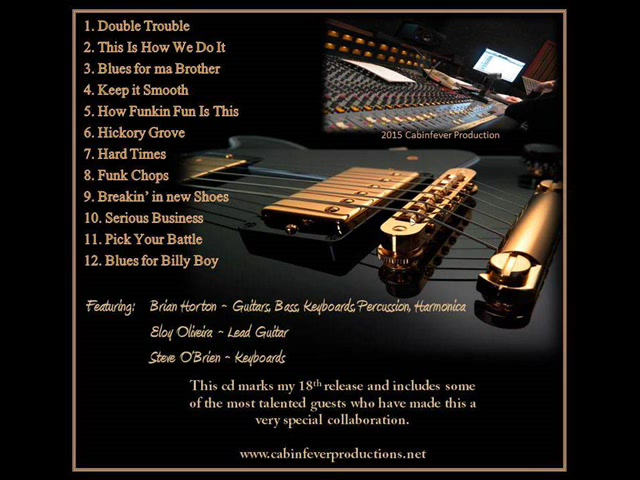 1. Double Trouble
2. This Is How We Do It
3. Blues for ma Brother
4. Keep it Smooth
5. How Funkin Fun Is This
6. Hickory Grove
7. Hard Times
8. Funk Chops
9. Breakin' in new Shoes
10. Serious Business
11. Pick Your Battle
12. Blues for Billy Boy
2015 Cabinfever Production
Featuring: Brian Horton ~ Guitars, Bass, Keyboards, Percussion, Harmonica
Eloy Oliveira ~ Lead Guitar
Steve O'Brien ~ Keyboards
This cd marks my 18th release and includes some
of the most talented guests who have made this a
very special collaboration.
www.cabinfeverproductions.net